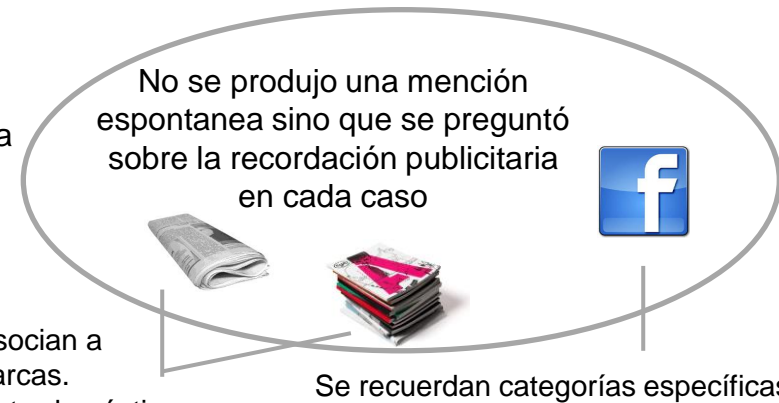 No se produjo una mención
espontanea sino que se preguntó
sobre la recordación publicitaria
en cada caso
a
f
A
socian a
arcas.
Se recuerdan categorías específicas